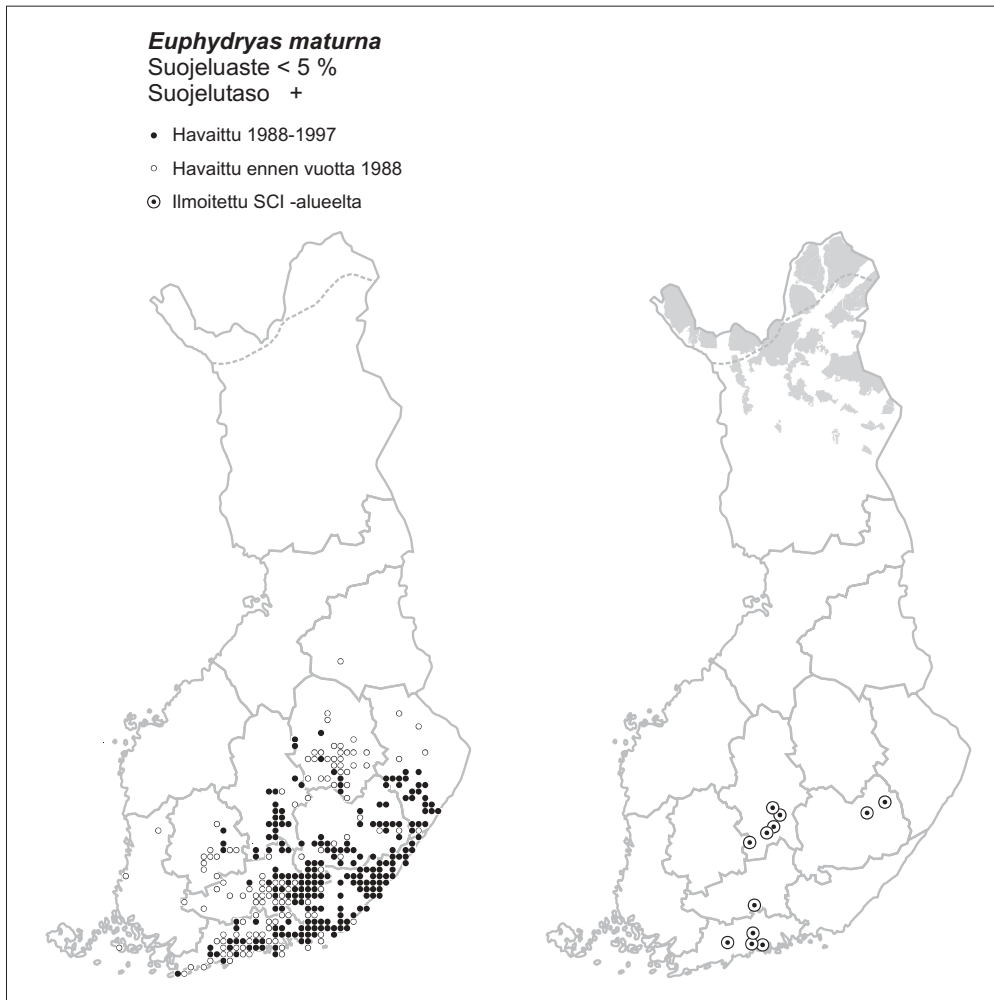 Euphydryas maturna
Suojeluaste < 5 %
Suojelutaso +
Havaittu 1988-1997
Havaittu ennen vuotta 1988
Ilmoitettu SCI -alueelta